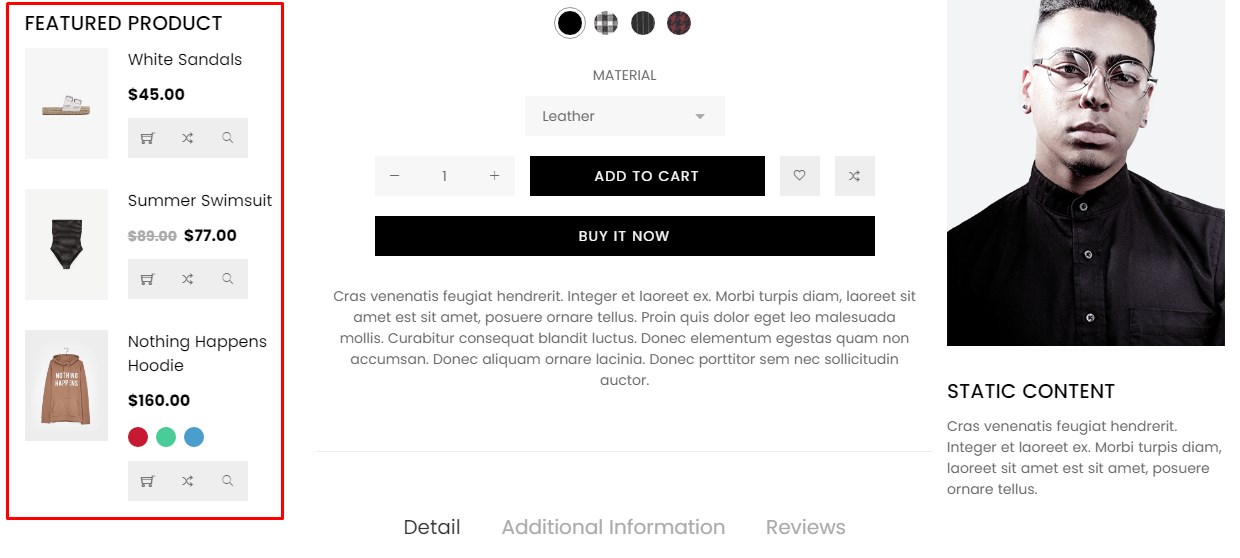 FEATURED PRODUCT
White Sandals
$45.00
Summer Swimsuit
$89.00 $77.00
NOTHING
HAPPENS
Nothing Happens
Hoodie
$160.00
MATERIAL
Leather
− 1 +
ADD TO CART
BUY IT NOW
Cras venenatis feugiat hendrerit. Integer et laoreet ex. Morbi turpis diam, laoreet sit
amet est sit amet, posuere ornare tellus. Proin quis dolor eget leo malesuada
mollis. Curabitur consequat blandit luctus. Donec elementum egestas quam non
accumsan. Donec aliquam ornare lacinia. Donec porttitor sem nec sollicitudin
auctor.
Detail Additional Information Reviews
STATIC CONTENT
Cras venenatis feugiat hendrerit.
Integer et laoreet ex. Morbi turpis diam,
laoreet sit amet est sit amet, posuere
ornare tellus.